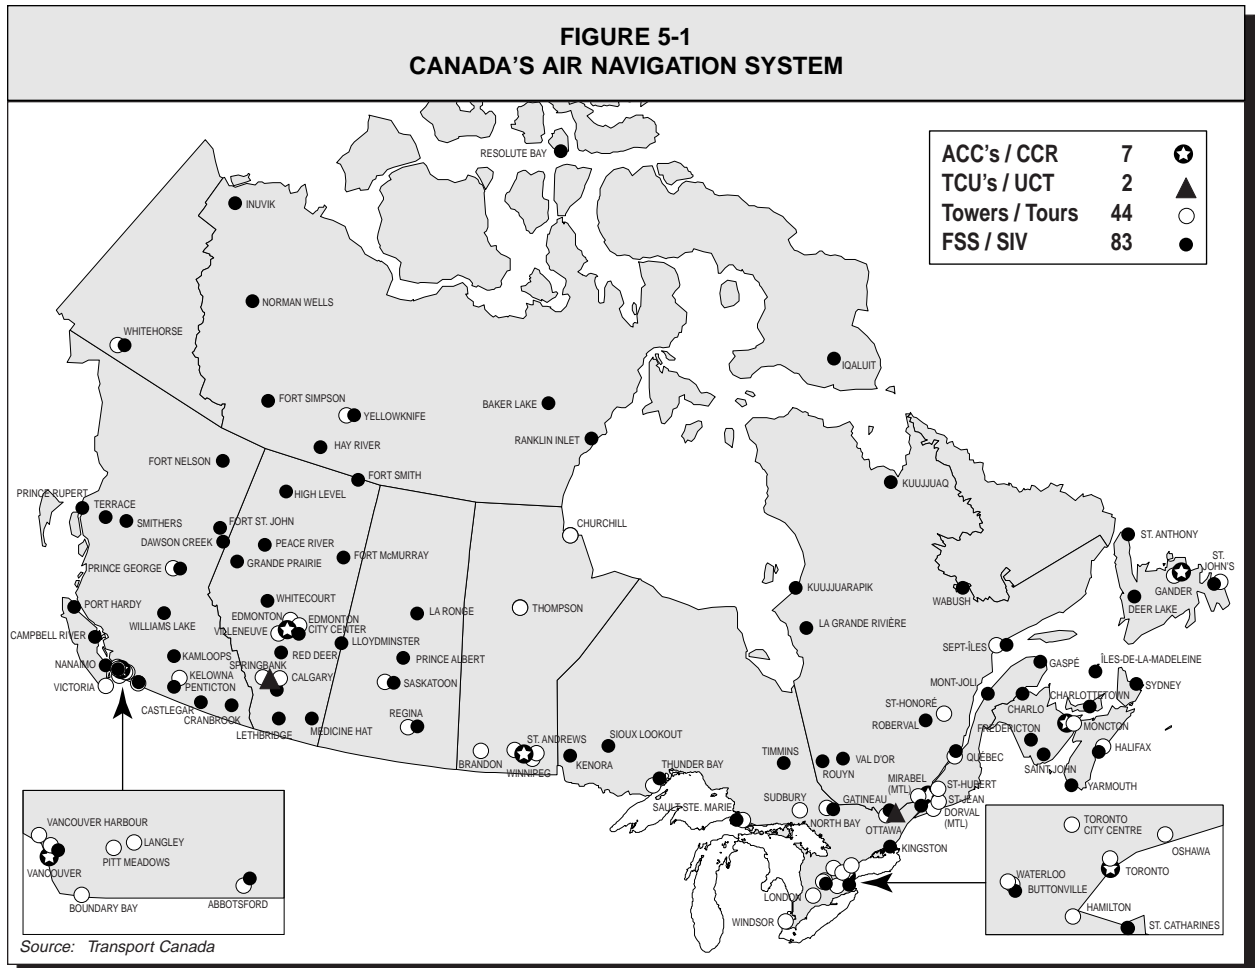 FIGURE 5-1
CANADA'S AIR NAVIGATION SYSTEM
ACC's / CCR 7
TCU's / UCT 2
Towers / Tours 44
FSS / SIV 83
RESOLUTE BAY
INUVIK
NORMAN WELLS
WHITEHORSE
IQALUIT
FORT SIMPSON
YELLOWKNIFE
BAKER LAKE
RANKLIN INLET
HAY RIVER
FORT NELSON
FORT SMITH
HIGH LEVEL
KUUJJUAQ
PRINCE RUPERT
TERRACE
SMITHERS
FORT ST. JOHN
CHURCHILL
DAWSON CREEK
PEACE RIVER
FORT McMURRAY
ST. ANTHONY
ST.
JOHN'S
GANDER
PRINCE GEORGE
GRANDE PRAIRIE
KUUJJUARAPIK
WABUSH
DEER LAKE
PORT HARDY
WHITECOURT
WILLIAMS LAKE
EDMONTON
EDMONTON
CITY CENTER
VILLENEUVE
LA RONGE
THOMPSON
LA GRANDE RIVIÈRE
CAMPBELL RIVER
LLOYDMINSTER
SEPT-ÎLES
NANAIMO
KAMLOOPS
RED DEER
PRINCE ALBERT
GASPÉ
ÎLES-DE-LA-MADELEINE
SPRINGBANK
CALGARY
VICTORIA
KELOWNA
PENTICTON
SASKATOON
MONT-JOLI
CHARLO
CHARLOTTETOWN
SYDNEY
CASTLEGAR
CRANBROOK
LETHBRIDGE
MEDICINE HAT
REGINA
ST-HONORÉ
ROBERVAL
FREDERICTON
MONCTON
HALIFAX
BRANDON
ST. ANDREWS
WINNIPEG
KENORA
SIOUX LOOKOUT
TIMMINS
ROUYN
VAL D'OR
QUÉBEC
SAINT JOHN
YARMOUTH
THUNDER BAY
MIRABEL
(MTL)
ST-HUBERT
ST-JEAN
DORVAL
(MTL)
SAULT-STE. MARIE
SUDBURY
NORTH BAY
GATINEAU
OTTAWA
KINGSTON
LONDON
WINDSOR
VANCOUVER HARBOUR
LANGLEY
PITT MEADOWS
VANCOUVER
BOUNDARY BAY
ABBOTSFORD
TORONTO
CITY CENTRE
OSHAWA
WATERLOO
BUTTONVILLE
TORONTO
HAMILTON
ST. CATHARINES
Source: Transport Canada